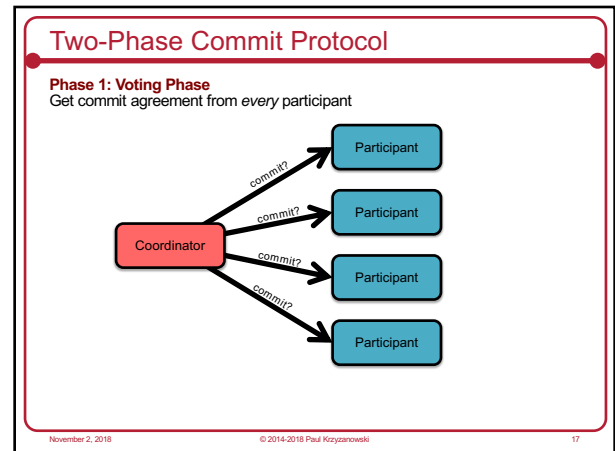 Two-Phase Commit Protocol
Phase 1: Voting Phase
Get commit agreement from every participant
Participant
commit?
Participant
commit?
Coordinator
commit?
Participant
commit?
Participant
November 2, 2018
© 2014-2018 Paul Krzyzanowski
17